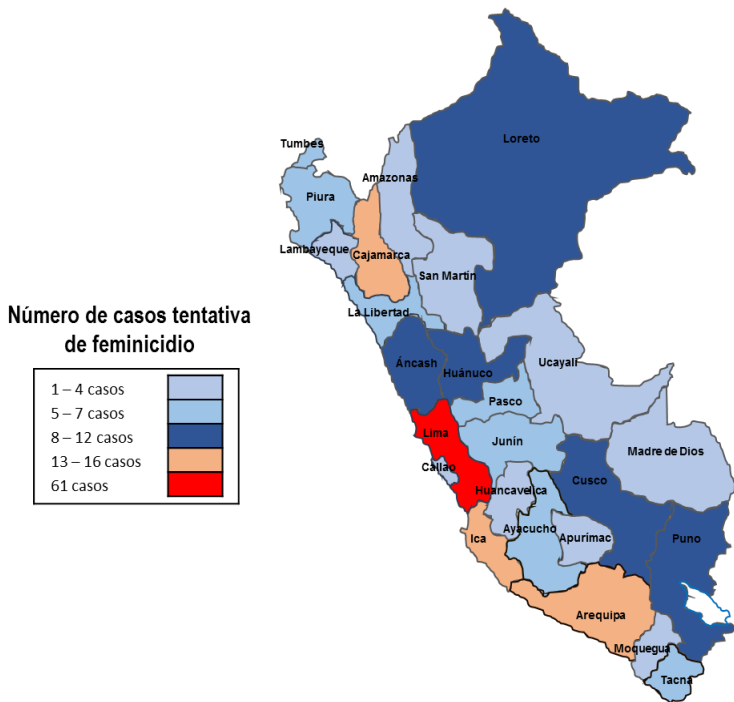 Loreto
Tumbes
Amazonas
Piura
Lambayeque
Cajamarca
San Martín
La Libertad
Número de casos tentativa
de feminicidio
1 – 4 casos
5 – 7 casos
8 – 12 casos
13 – 16 casos
61 casos
Áncash
Huánuco
Ucayali
Pasco
Lima
Junín
Madre de Dios
Callao
Cusco
Huancavelica
Ayacucho
Apurímac
Ica
Puno
Arequipa
Moquegua
Tacna